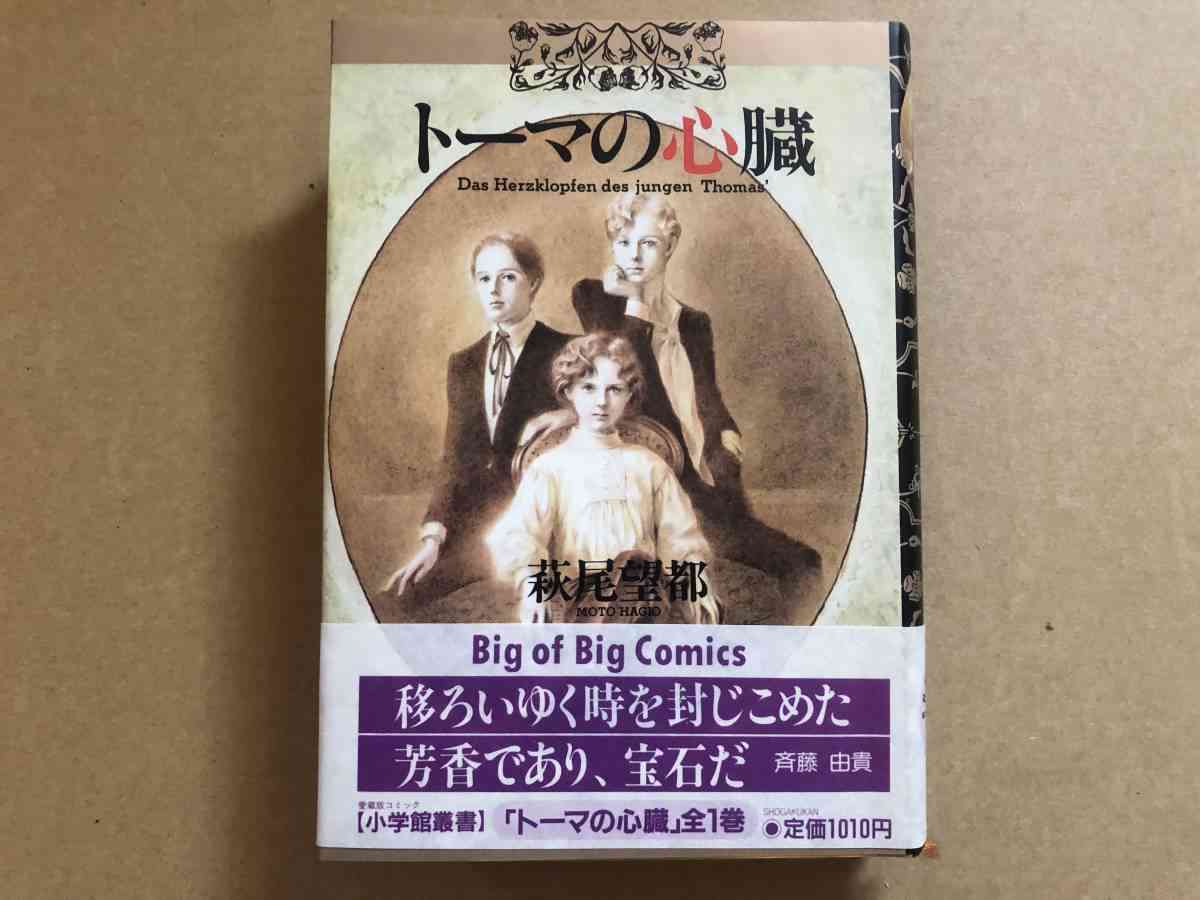 トーマの心臓
Das Herzklopfen des jungen Thomas'
萩尾望都
MOTO HAGIO
Big of Big Comics
移ろいゆく時を封じこめた
芳香であり、宝石だ 斉藤 由貴
愛蔵版コミック
【小学館叢書】「トーマの心臓」全1巻
SHOGAKUKAN
●定価1010円